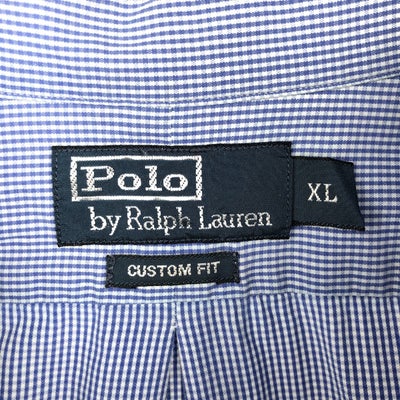 Polo
by Ralph Lauren
XL
CUSTOM FIT